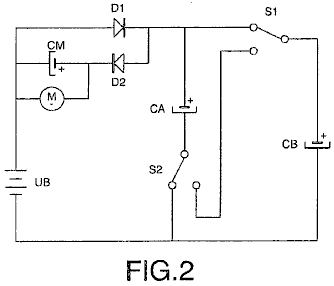 D1
S1
CM
+
D2
M
+
CA
+
CB
S2
UB
FIG.2